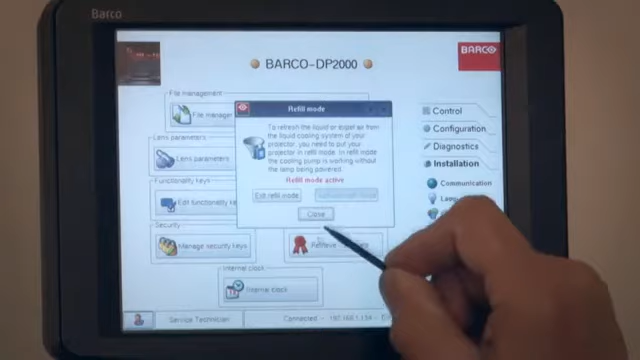 Barco
BARCO-DP2000
BARCO
File management
File manager
Lens parameters
Lens parameters
Functionality keys
Edit functionality
Security
Manage security keys
Internal clock
Internal clock
Refill mode
To refresh the liquid or expel air from
the liquid cooling system of your
projector, you need to put your
projector in refill mode. In refill mode
the cooling pump is working without
the lamp being powered.
Refill mode active
Exit refill mode
Close
Control
Configuration
Diagnostics
Installation
Communication
Service Technician
Connected